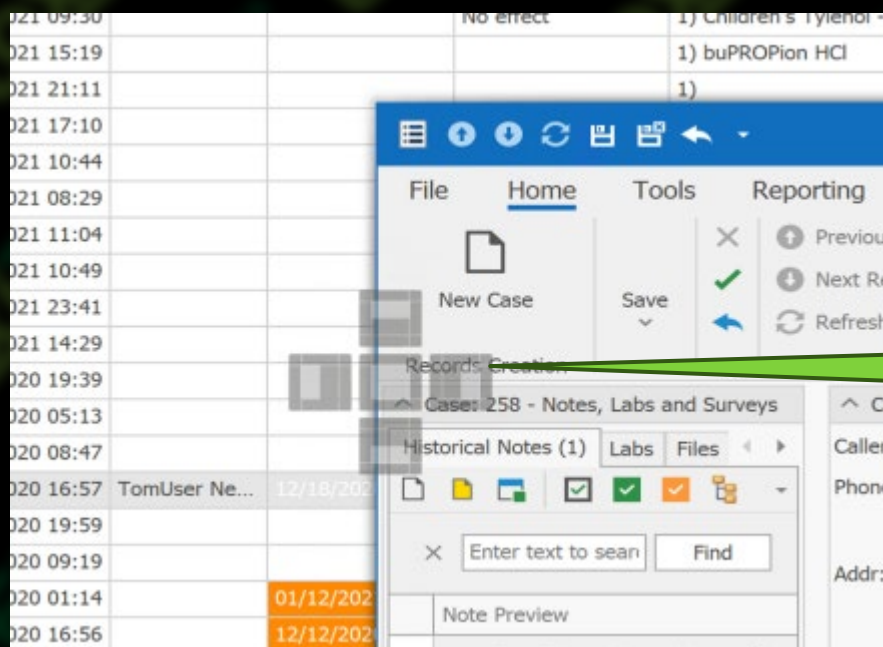 021 09:30 No effect 1) Children's Tylenol -
021 15:19 1) buPROPion HCl
021 21:11 1)
021 17:10
021 10:44
021 08:29
021 11:04
021 10:49
021 23:41
021 14:29
020 19:39
020 05:13
020 08:47
020 16:57 TomUser Ne... 12/18/202
020 19:59
020 09:19
020 01:14 01/12/202
020 16:56 12/12/202
File Home Tools Reporting
New Case
Save
Previou
Next Re
Refresh
Records Creation
Case: 258 - Notes, Labs and Surveys
C
Historical Notes (1) Labs Files
Caller
Phone
Enter text to sear
Find
Addr:
Note Preview